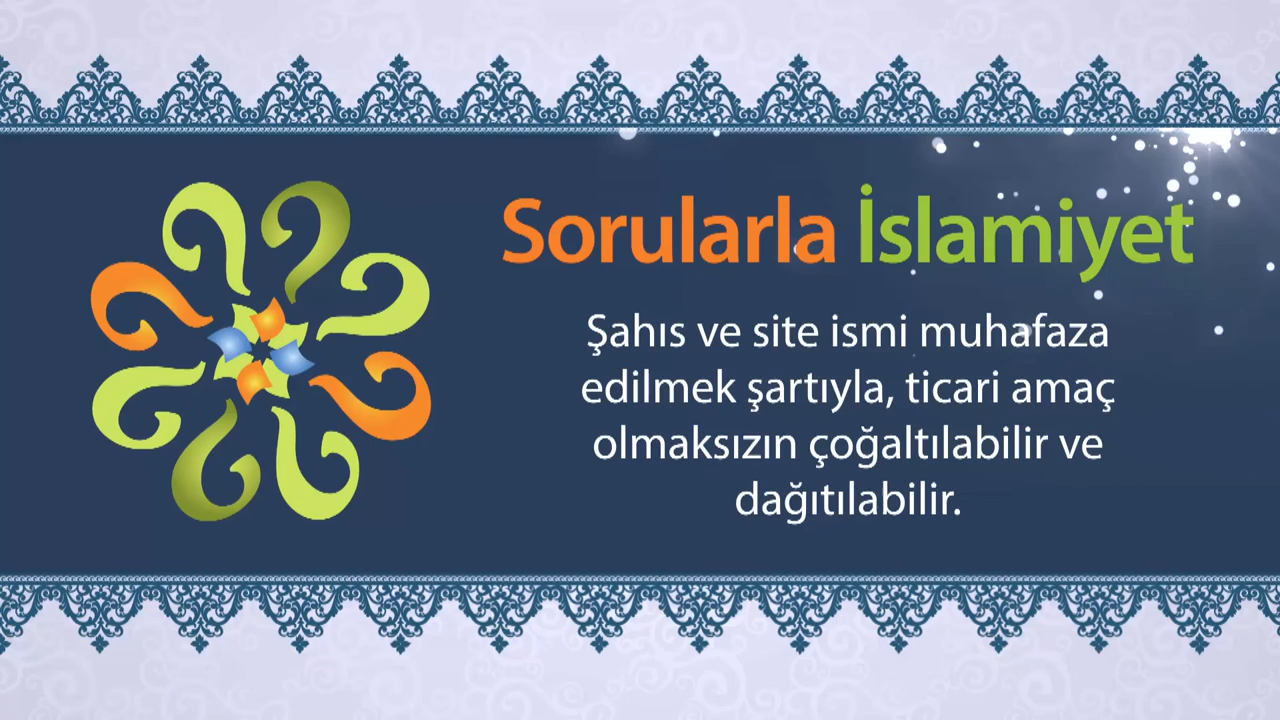 Sorularla İslamiyet
Şahıs ve site ismi muhafaza
edilmek şartıyla, ticari amaç
olmaksızın çoğaltılabilir ve
dağıtılabilir.